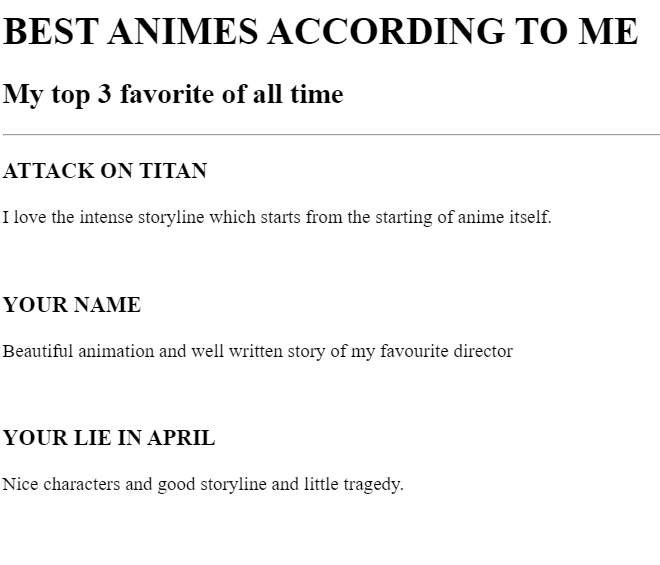 BEST ANIMES ACCORDING TO ME
My top 3 favorite of all time
ATTACK ON TITAN
I love the intense storyline which starts from the starting of anime itself.
YOUR NAME
Beautiful animation and well written story of my favourite director
YOUR LIE IN APRIL
Nice characters and good storyline and little tragedy.